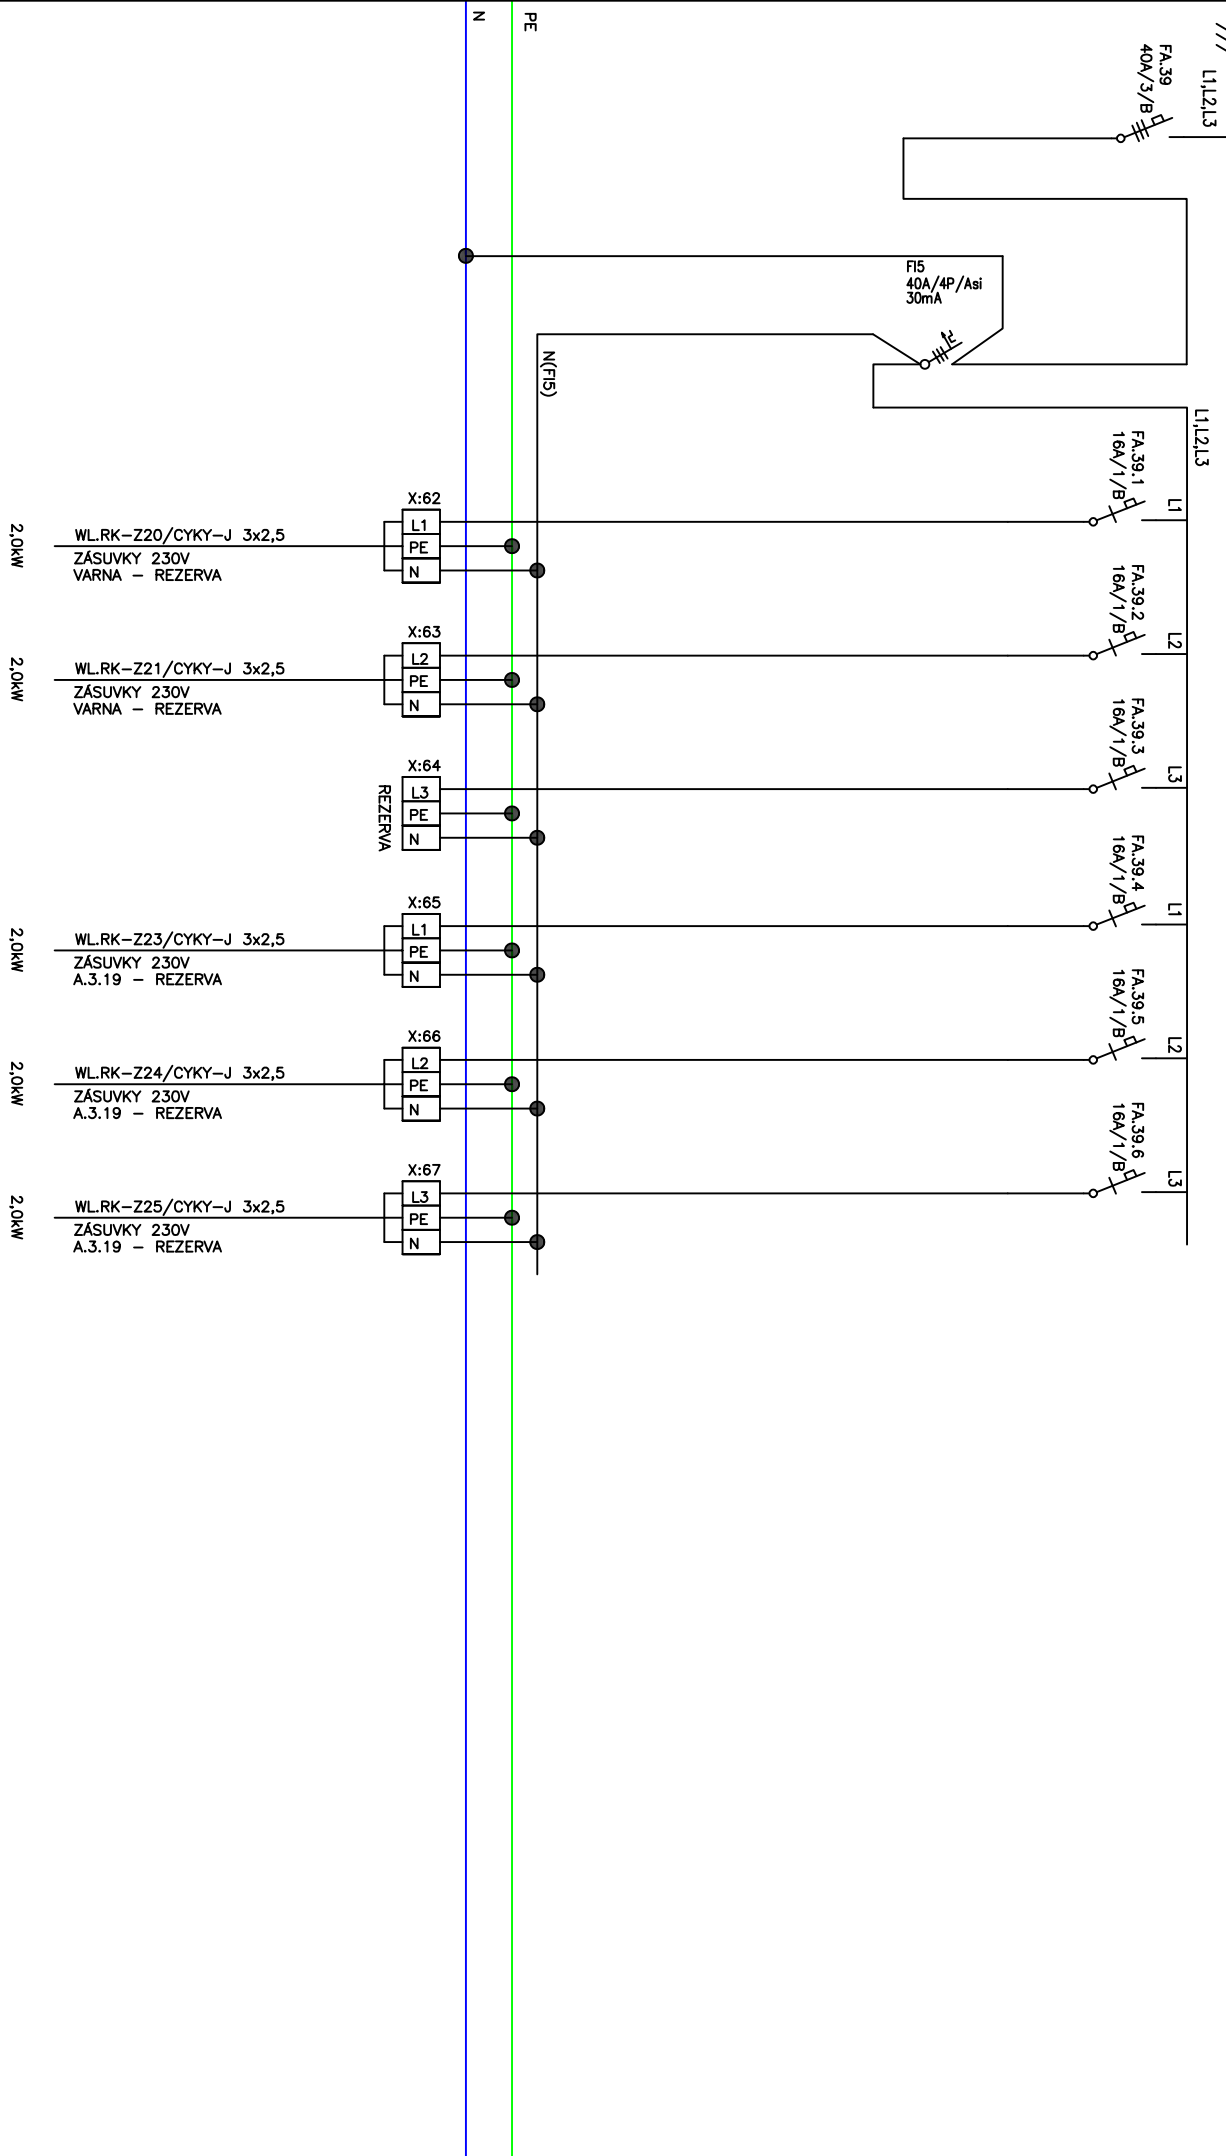 N
PE
L1,L2,L3
FA.39
40A/3/B
FI5
40A/4P/Asi
30mA
N(FI5)
L1,L2,L3
FA.39.1
16A/1/B
L1
X:62
L1
PE
N
WL.RK-Z20/CYKY-J 3x2,5
ZÁSUVKY 230V
VARNA - REZERVA
2,0kW
FA.39.2
16A/1/B
L2
X:63
L2
PE
N
WL.RK-Z21/CYKY-J 3x2,5
ZÁSUVKY 230V
VARNA - REZERVA
2,0kW
FA.39.3
16A/1/B
L3
X:64
L3
PE
N
REZERVA
FA.39.4
16A/1/B
L1
X:65
L1
PE
N
WL.RK-Z23/CYKY-J 3x2,5
ZÁSUVKY 230V
A.3.19 - REZERVA
2,0kW
FA.39.5
16A/1/B
L2
X:66
L2
PE
N
WL.RK-Z24/CYKY-J 3x2,5
ZÁSUVKY 230V
A.3.19 - REZERVA
2,0kW
FA.39.6
16A/1/B
L3
X:67
L3
PE
N
WL.RK-Z25/CYKY-J 3x2,5
ZÁSUVKY 230V
A.3.19 - REZERVA
2,0kW